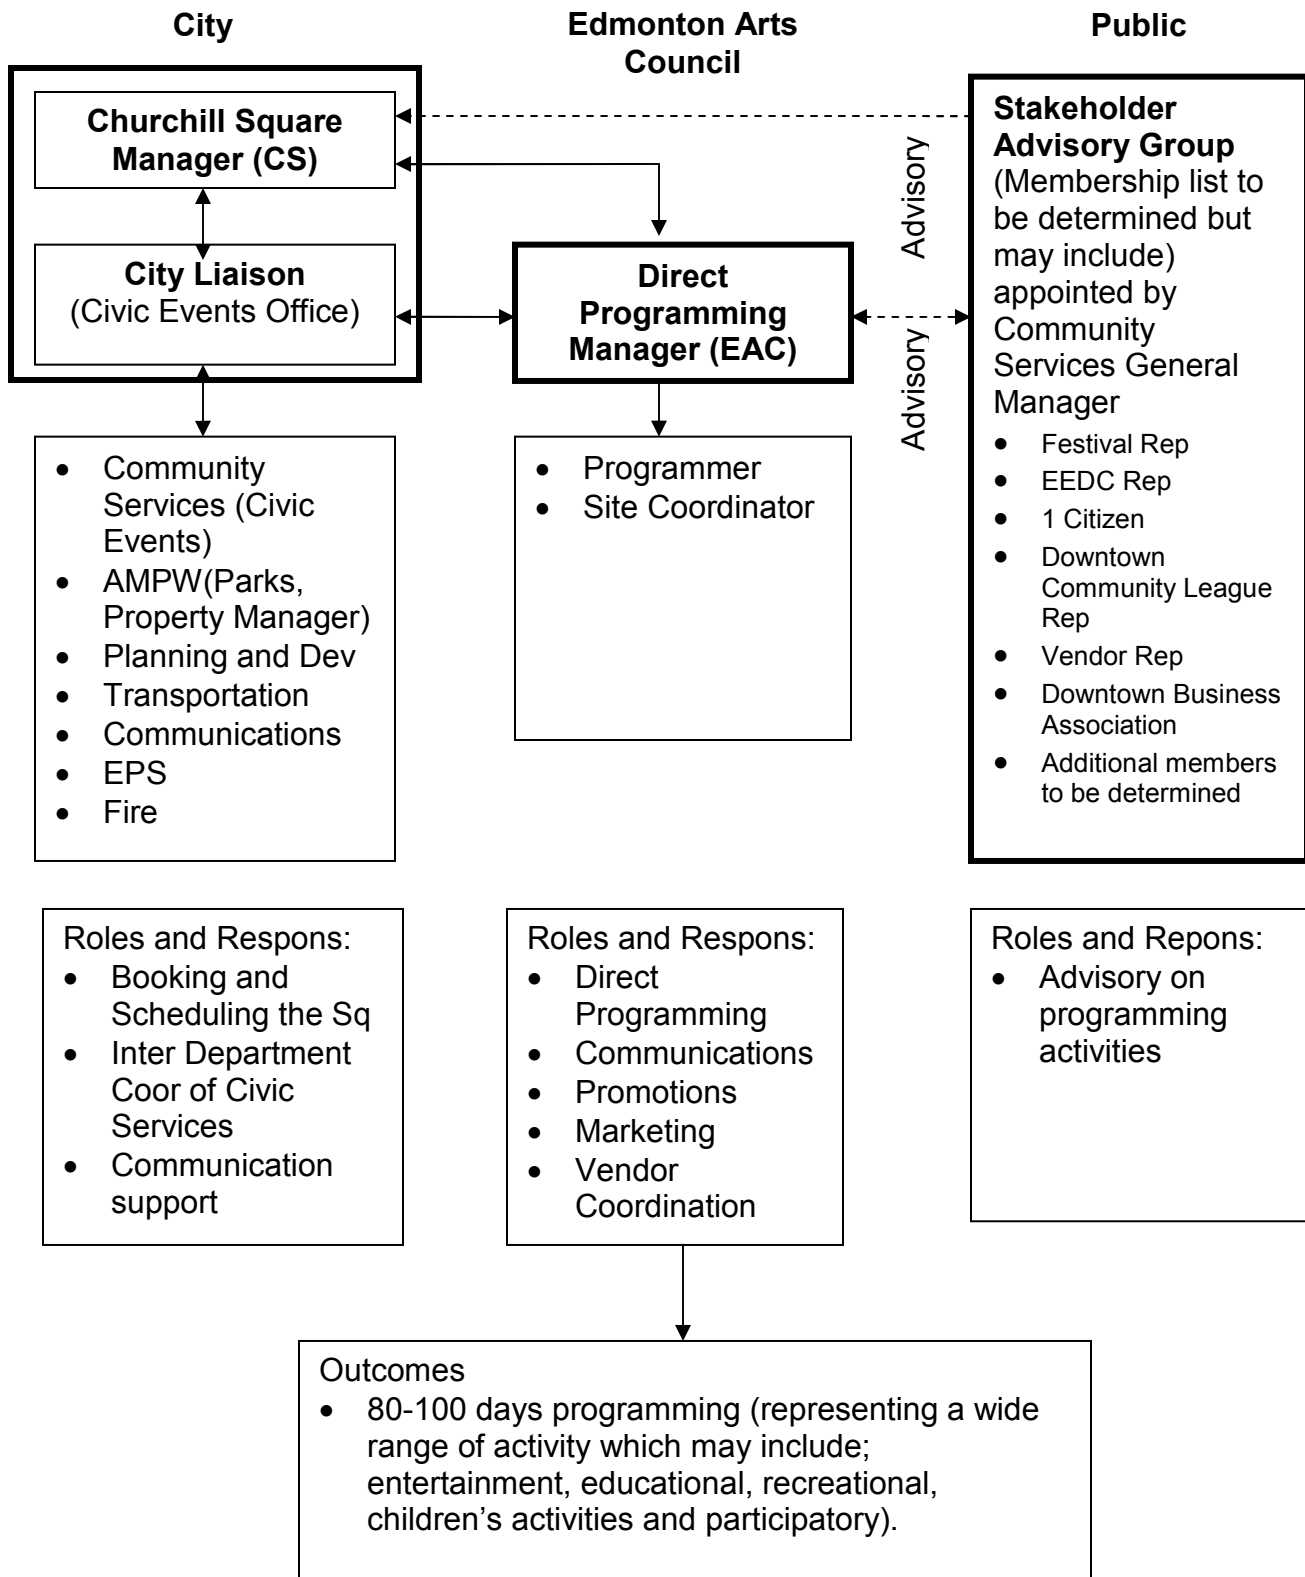 City
Edmonton Arts
Council
Public
Churchill Square
Manager (CS)
City Liaison
(Civic Events Office)
Direct
Programming
Manager (EAC)
Advisory
Advisory
Stakeholder
Advisory Group
(Membership list to
be determined but
may include)
appointed by
Community
Services General
Manager
• Festival Rep
• EEDC Rep
• 1 Citizen
• Downtown
Community League
Rep
• Vendor Rep
• Downtown Business
Association
• Additional members
to be determined
• Community
Services (Civic
Events)
• AMPW(Parks,
Property Manager)
• Planning and Dev
• Transportation
• Communications
• EPS
• Fire
• Programmer
• Site Coordinator
Roles and Respons:
• Booking and
Scheduling the Sq
• Inter Department
Coor of Civic
Services
• Communication
support
Roles and Respons:
• Direct
Programming
• Communications
• Promotions
• Marketing
• Vendor
Coordination
Roles and Repons:
• Advisory on
programming
activities
Outcomes
• 80-100 days programming (representing a wide
range of activity which may include;
entertainment, educational, recreational,
children’s activities and participatory).